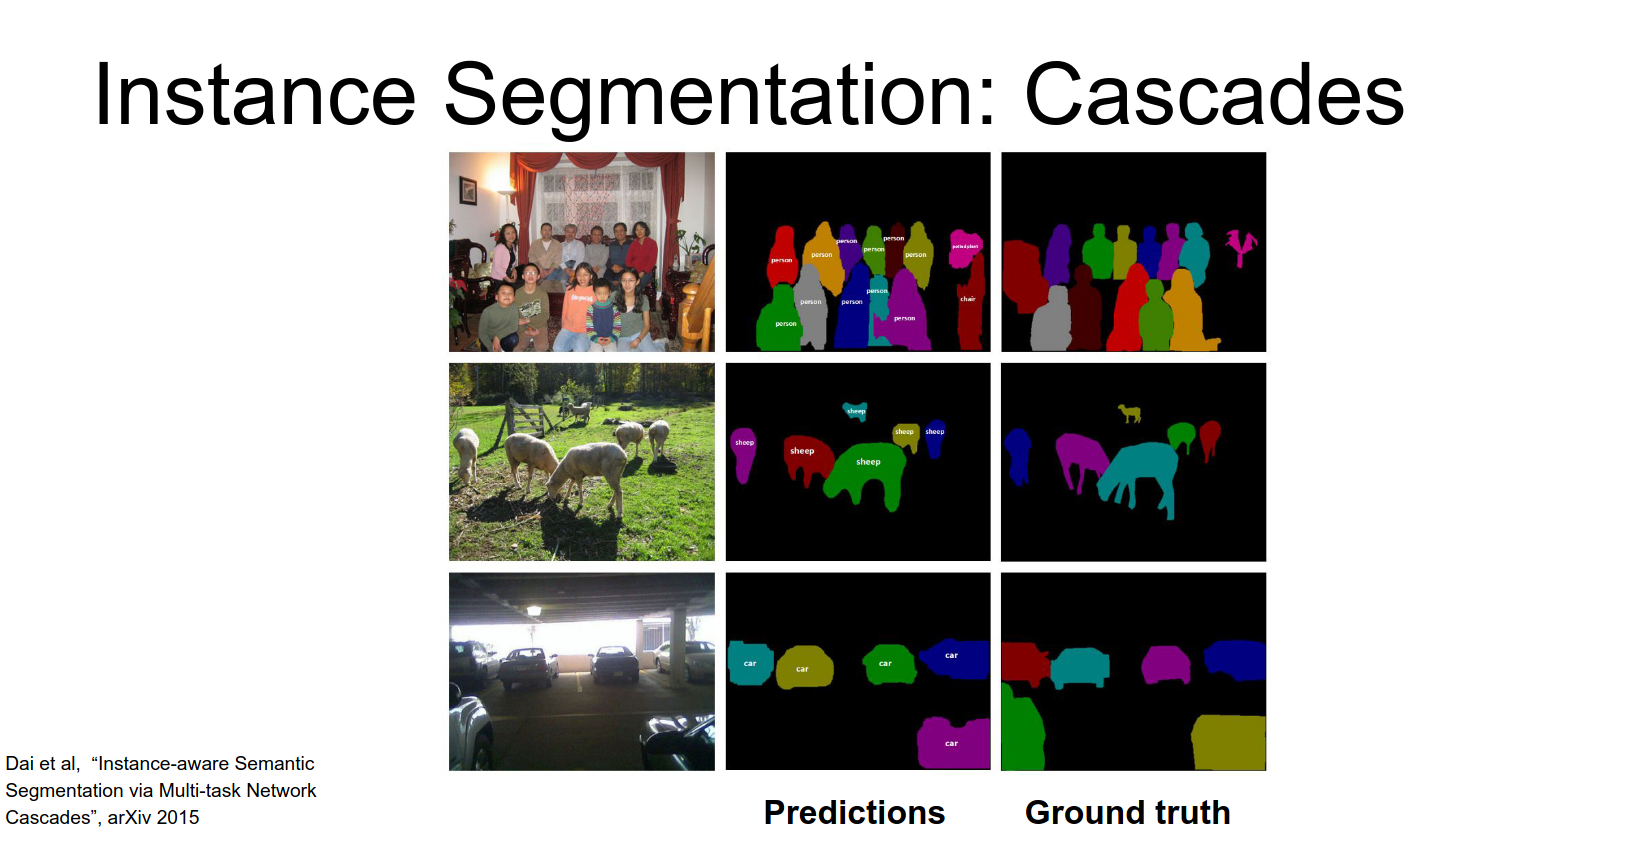 Instance Segmentation: Cascades
person
person
person
person
person
person
pottedplant
person
person
person
person
person
chair
sheep
sheep
sheep
sheep
sheep
sheep
car
car
car
car
car
Dai et al, “Instance-aware Semantic
Segmentation via Multi-task Network
Cascades”, arXiv 2015
Predictions
Ground truth